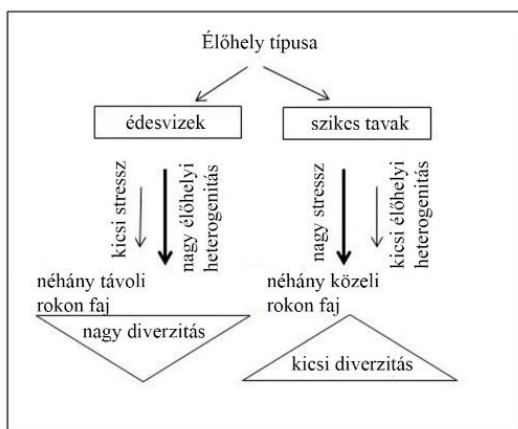 Élőhely típusa
édesvizek
szikes tavak
kicsi stressz
nagy élőhelyi
heterogenitás
nagy stressz
kicsi élőhelyi
heterogenitás
néhány távoli
rokon faj
néhány közeli
rokon faj
nagy diverzitás
kicsi diverzitás